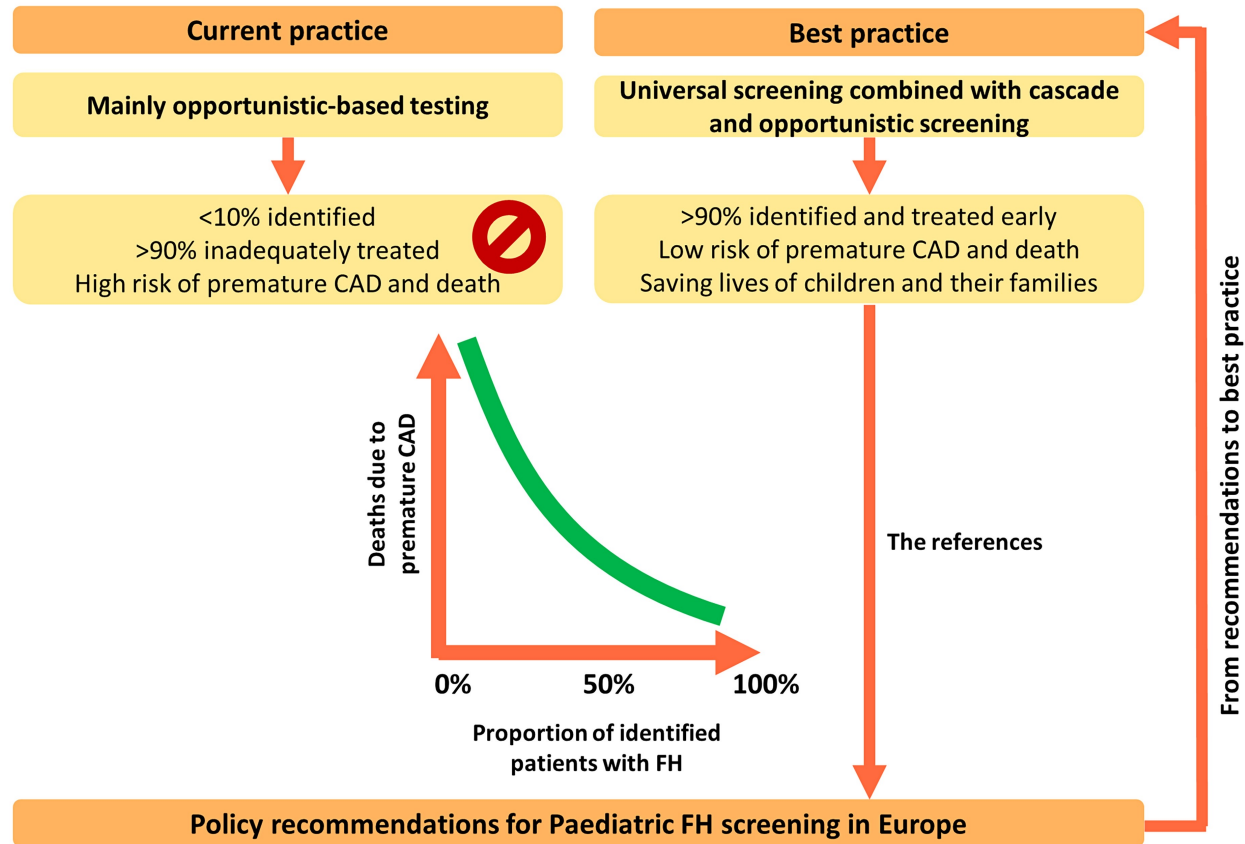 Current practice
Best practice
Mainly opportunistic-based testing
Universal screening combined with cascade
and opportunistic screening
<10% identified
>90% inadequately treated
High risk of premature CAD and death
>90% identified and treated early
Low risk of premature CAD and death
Saving lives of children and their families
Deaths due to
premature CAD
0%
50%
100%
Proportion of identified
patients with FH
The references
From recommendations to best practice
Policy recommendations for Paediatric FH screening in Europe